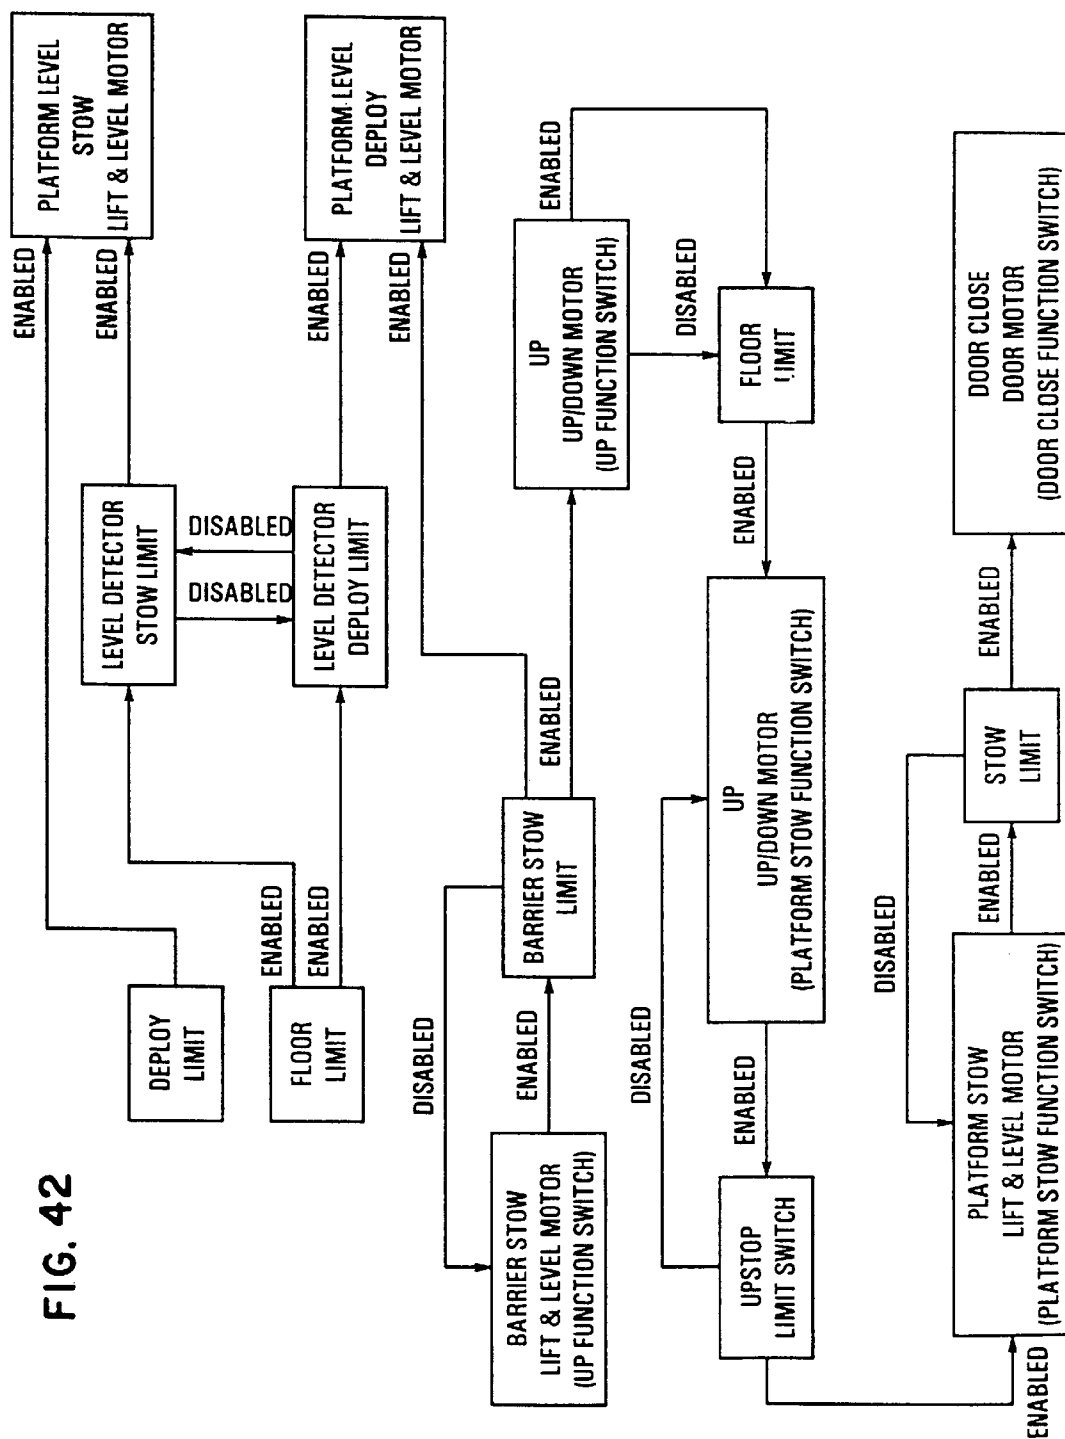 FIG. 42
DEPLOY
LIMIT
ENABLED
PLATFORM LEVEL
STOW
LIFT & LEVEL MOTOR
FLOOR
LIMIT
ENABLED
ENABLED
LEVEL DETECTOR
STOW LIMIT
ENABLED
DISABLED
DISABLED
LEVEL DETECTOR
DEPLOY LIMIT
ENABLED
PLATFORM LEVEL
DEPLOY
LIFT & LEVEL MOTOR
ENABLED
BARRIER STOW
LIFT & LEVEL MOTOR
(UP FUNCTION SWITCH)
DISABLED
ENABLED
BARRIER STOW
LIMIT
ENABLED
UP
UP/DOWN MOTOR
(UP FUNCTION SWITCH)
ENABLED
DISABLED
FLOOR
LIMIT
ENABLED
UP
UP/DOWN MOTOR
(PLATFORM STOW FUNCTION SWITCH)
DISABLED
ENABLED
UPSTOP
LIMIT SWITCH
ENABLED
PLATFORM STOW
LIFT & LEVEL MOTOR
(PLATFORM STOW FUNCTION SWITCH)
DISABLED
ENABLED
STOW
LIMIT
ENABLED
DOOR CLOSE
DOOR MOTOR
(DOOR CLOSE FUNCTION SWITCH)